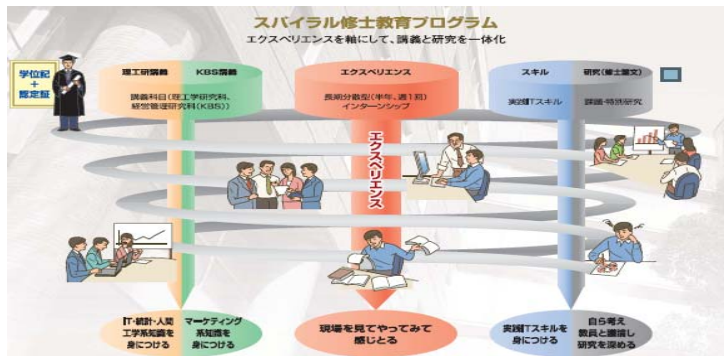 スパイラル修士教育プログラム
エクスペリエンスを軸にして、講義と研究を一体化
学位記
+
認定証
理工研講義
KBS講義
講義科目(理工学研究科、
経営管理研究科(KBS))
エクスペリエンス
長期分散型(半年、週1回)
インターンシップ
スキル
研究(修士論文)
実践ITスキル
課題・特別研究
エクスペリエンス
IT・統計・人間
工学系知識を
身につける
マーケティング
系知識を
身につける
現場を見てやってみて
感じとる
実践ITスキルを
身につける
自ら考え
教員と議論し
研究を深める